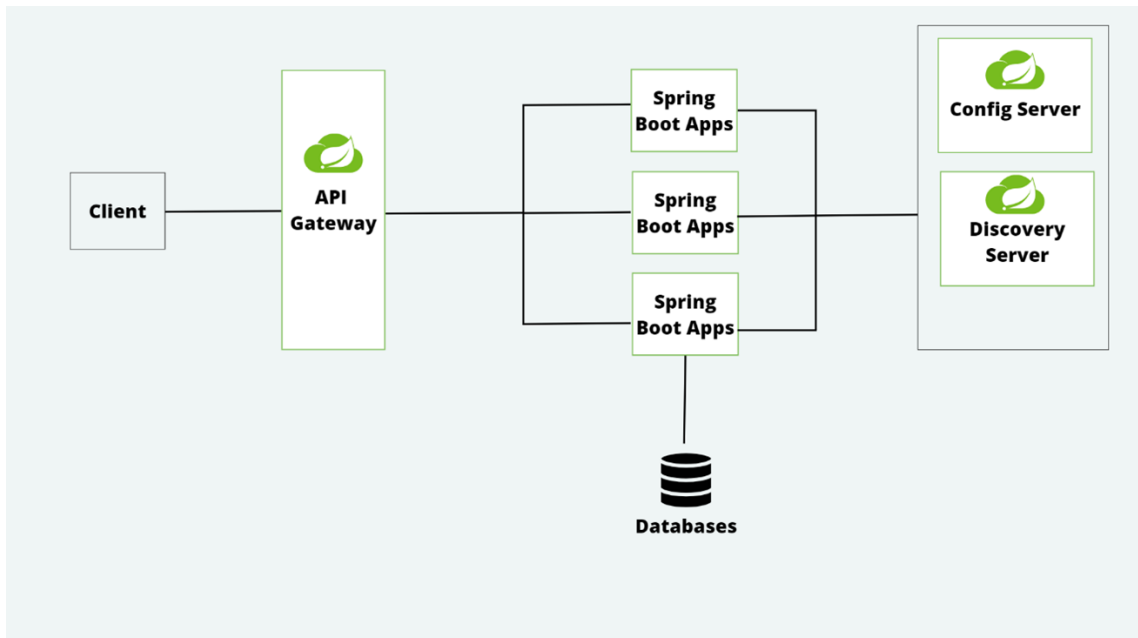 Client
API
Gateway
Spring
Boot Apps
Spring
Boot Apps
Spring
Boot Apps
Databases
Config Server
Discovery
Server